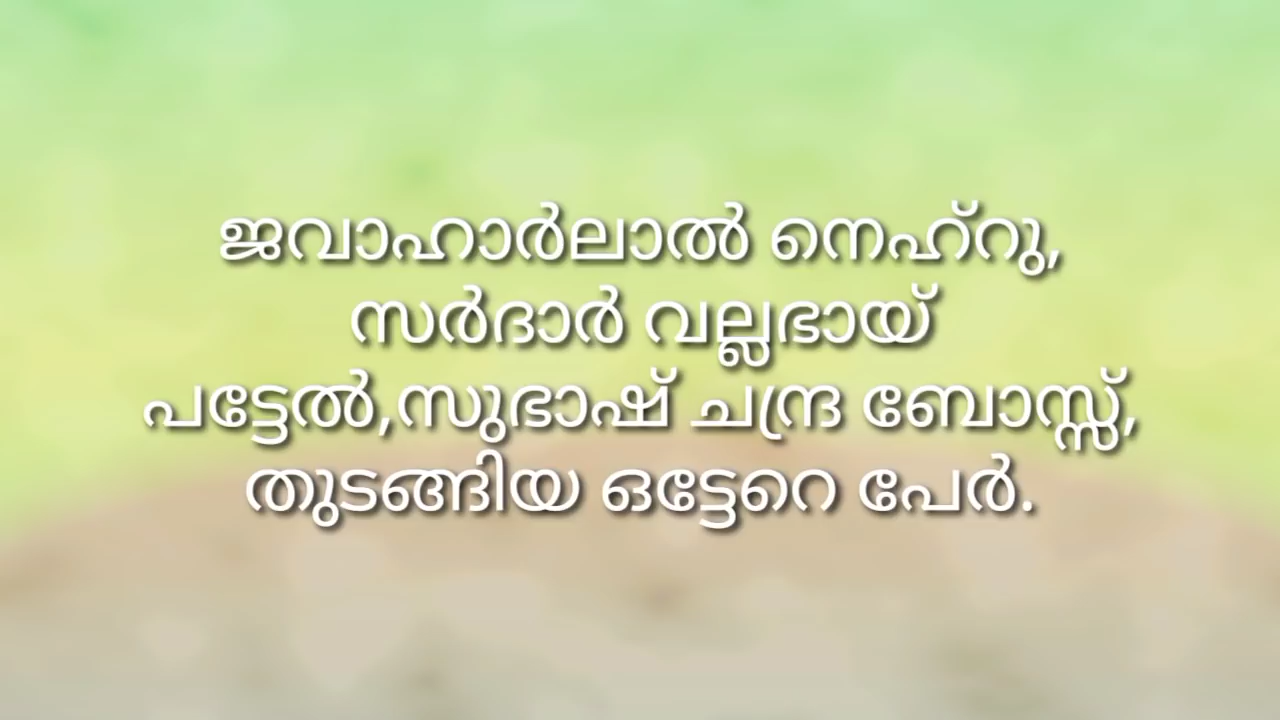 ജവാഹാർലാൽ നെഹ്റു,
സർദാർ വല്ലഭായ്
പട്ടേൽ,സുഭാഷ് ചന്ദ്ര ബോസ്സ്,
തുടങ്ങിയ ഒട്ടേറെ പേർ.